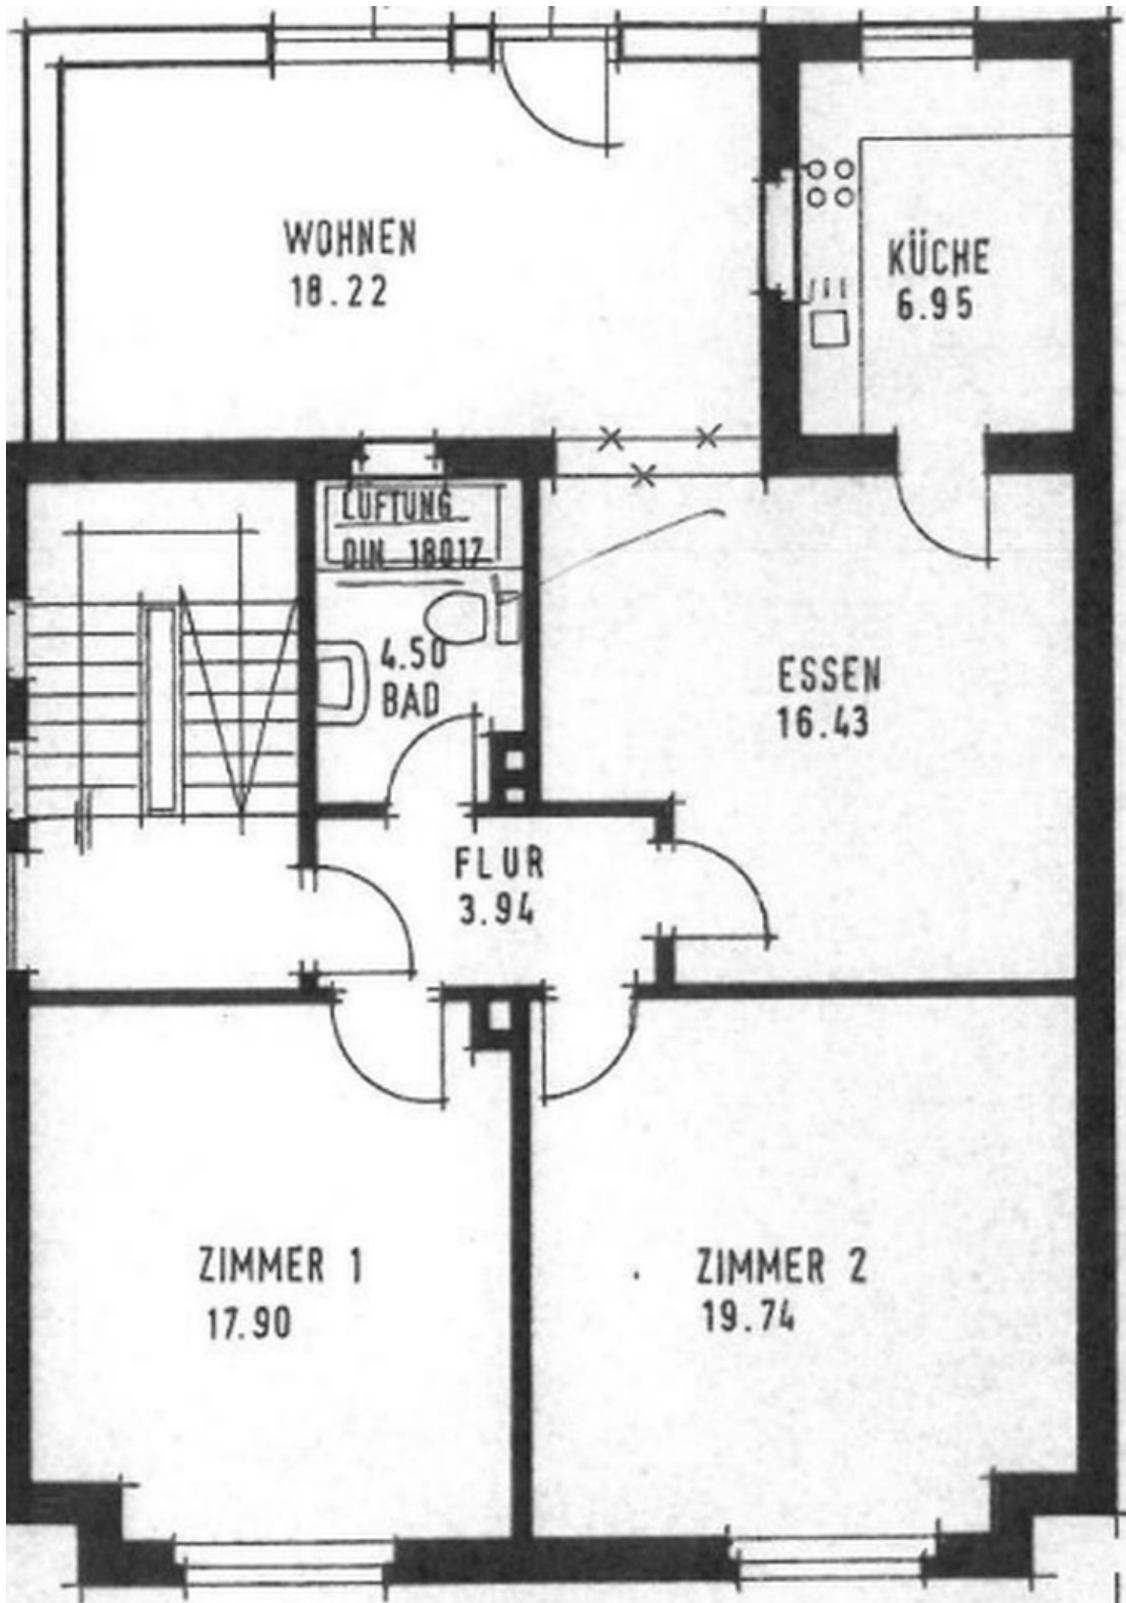 WOHNEN
18.22
KÜCHE
6.95
LÜFTUNG
DIN 18017
4.50
BAD
ESSEN
16.43
FLUR
3.94
ZIMMER 1
17.90
ZIMMER 2
19.74